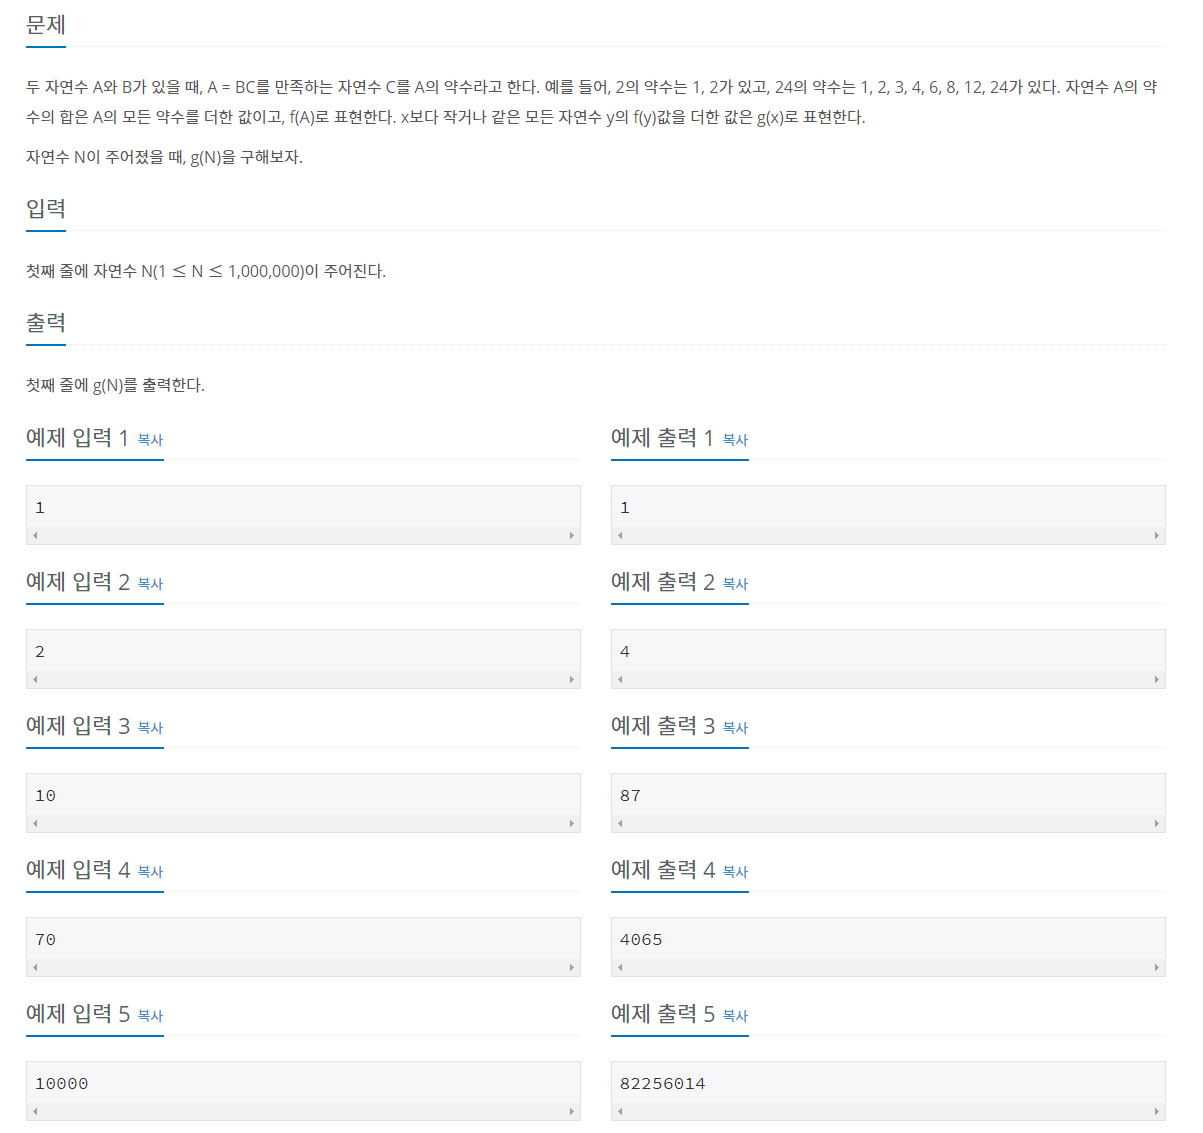 문제
두 자연수 A와 B가 있을 때, A = BC를 만족하는 자연수 C를 A의 약수라고 한다. 예를 들어, 2의 약수는 1, 2가 있고, 24의 약수는 1, 2, 3, 4, 6, 8, 12, 24가 있다. 자연수 A의 약
수의 합은 A의 모든 약수를 더한 값이고, f(A)로 표현한다. x보다 작거나 같은 모든 자연수 y의 f(y)값을 더한 값은 g(x)로 표현한다.
자연수 N이 주어졌을 때, g(N)을 구해보자.
입력
첫째 줄에 자연수 N(1 ≤ N ≤ 1,000,000)이 주어진다.
출력
첫째 줄에 g(N)를 출력한다.
예제 입력 1 복사
1
예제 출력 1 복사
1
예제 입력 2 복사
2
예제 출력 2 복사
4
예제 입력 3 복사
10
예제 출력 3 복사
87
예제 입력 4 복사
70
예제 출력 4 복사
4065
예제 입력 5 복사
10000
예제 출력 5 복사
82256014